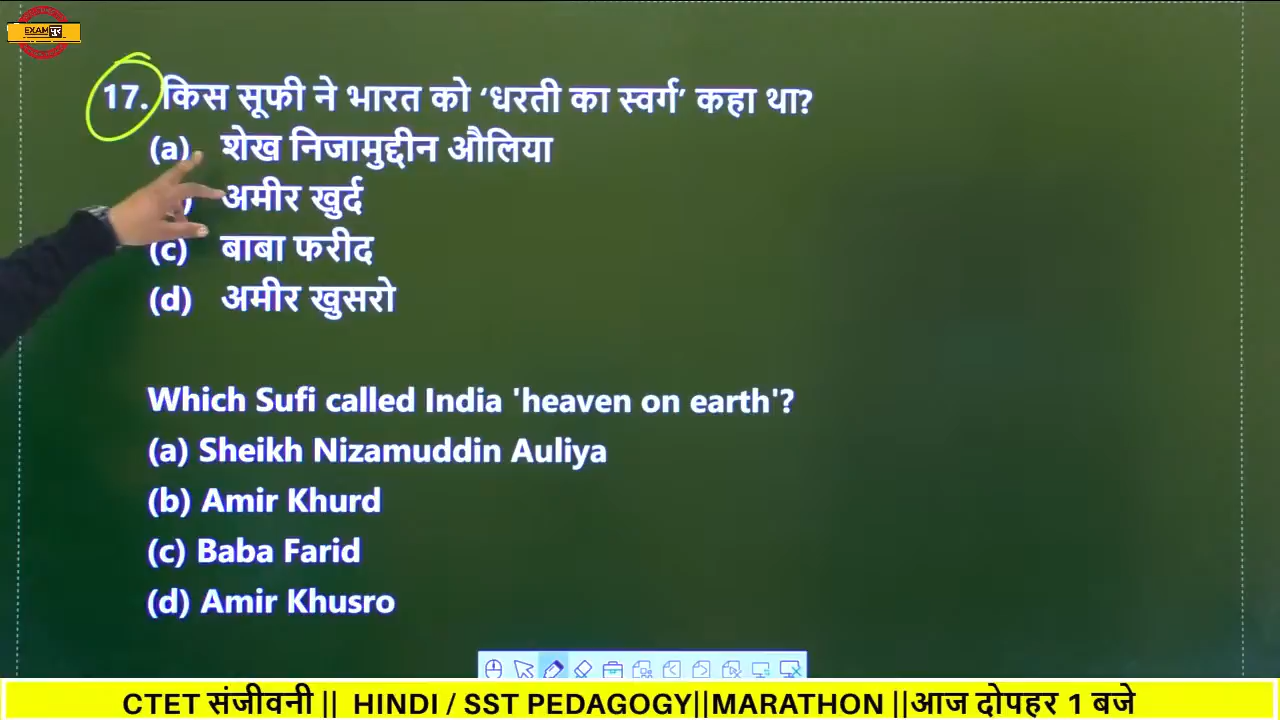 EXAM पुर
17. किस सूफी ने भारत को ‘धरती का स्वर्ग’ कहा था?
(a) शेख निजामुद्दीन औलिया
) अमीर खुर्द
(c) बाबा फरीद
(d) अमीर खुसरो
Which Sufi called India 'heaven on earth'?
(a) Sheikh Nizamuddin Auliya
(b) Amir Khurd
(c) Baba Farid
(d) Amir Khusro
CTET संजीवनी || HINDI / SST PEDAGOGY||MARATHON ||आज दोपहर 1 बजे